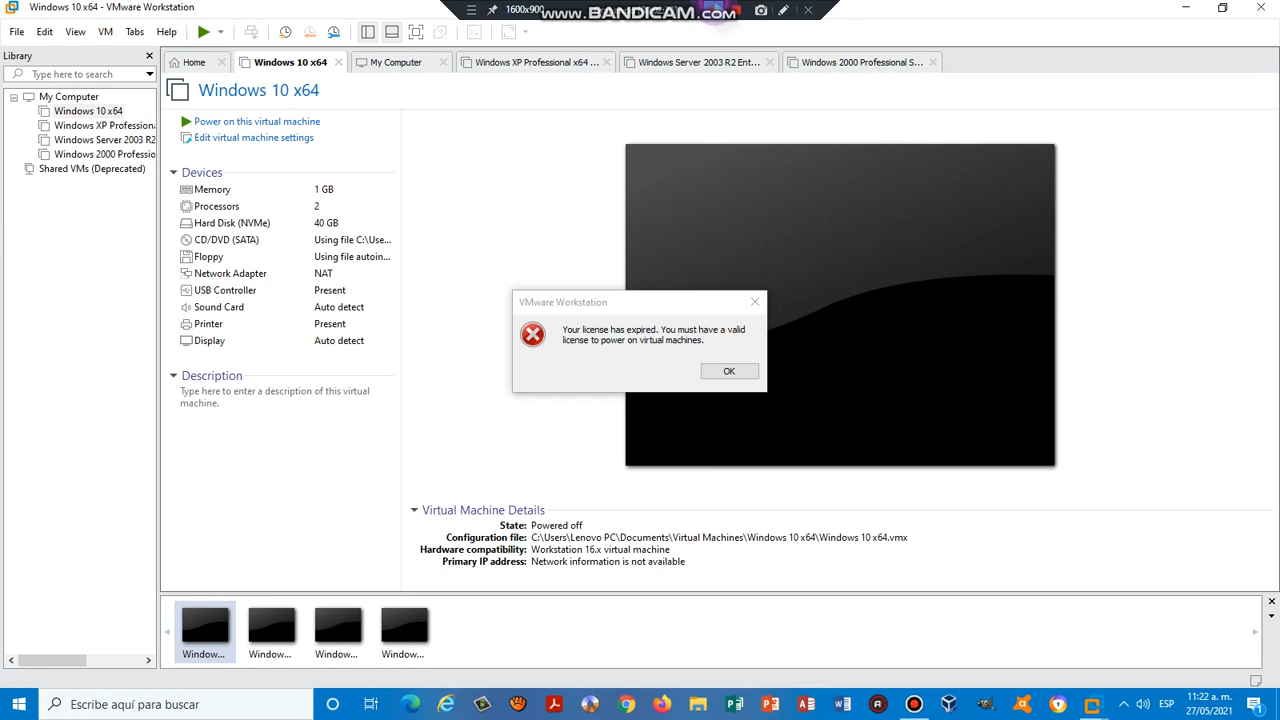 Windows 10 x64 - VMware Workstation
1600x900
www.BANDICAM.com
File Edit View VM Tabs Help
Library
Type here to search
My Computer
Windows 10 x64
Windows XP Professiona
Windows Server 2003 R2
Windows 2000 Professio
Shared VMs (Deprecated)
Home
Windows 10 x64
My Computer
Windows XP Professional x64 ...
Windows Server 2003 R2 Ent...
Windows 2000 Professional S...
Windows 10 x64
Power on this virtual machine
Edit virtual machine settings
Devices
Memory 1 GB
Processors 2
Hard Disk (NVMe) 40 GB
CD/DVD (SATA) Using file C:\Use...
Floppy Using file autoin...
Network Adapter NAT
USB Controller Present
Sound Card Auto detect
Printer Present
Display Auto detect
Description
Type here to enter a description of this virtual
machine.
VMware Workstation
Your license has expired. You must have a valid
license to power on virtual machines.
OK
Virtual Machine Details
State: Powered off
Configuration file: C:\Users\Lenovo PC\Documents\Virtual Machines\Windows 10 x64\Windows 10 x64.vmx
Hardware compatibility: Workstation 16.x virtual machine
Primary IP address: Network information is not available
Window... Window... Window... Window...
Escribe aquí para buscar
ESP
11:22 a. m.
27/05/2021